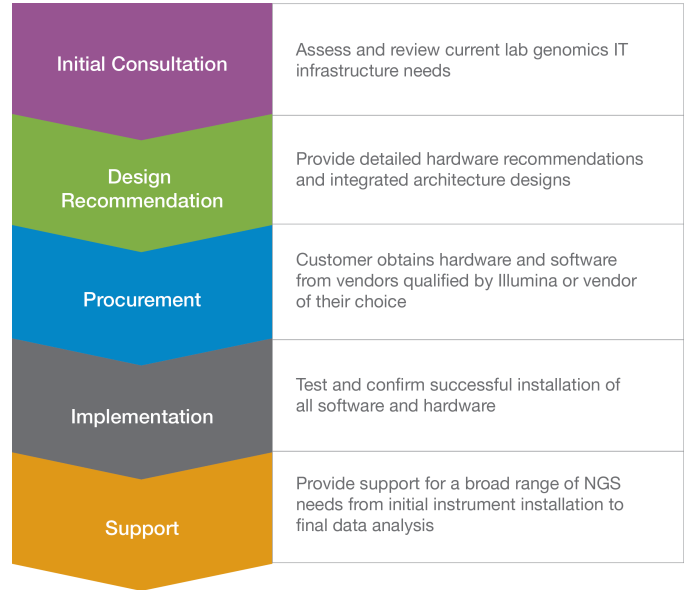 Initial Consultation
Assess and review current lab genomics IT
infrastructure needs
Design
Recommendation
Provide detailed hardware recommendations
and integrated architecture designs
Procurement
Customer obtains hardware and software
from vendors qualified by Illumina or vendor
of their choice
Implementation
Test and confirm successful installation of
all software and hardware
Support
Provide support for a broad range of NGS
needs from initial instrument installation to
final data analysis